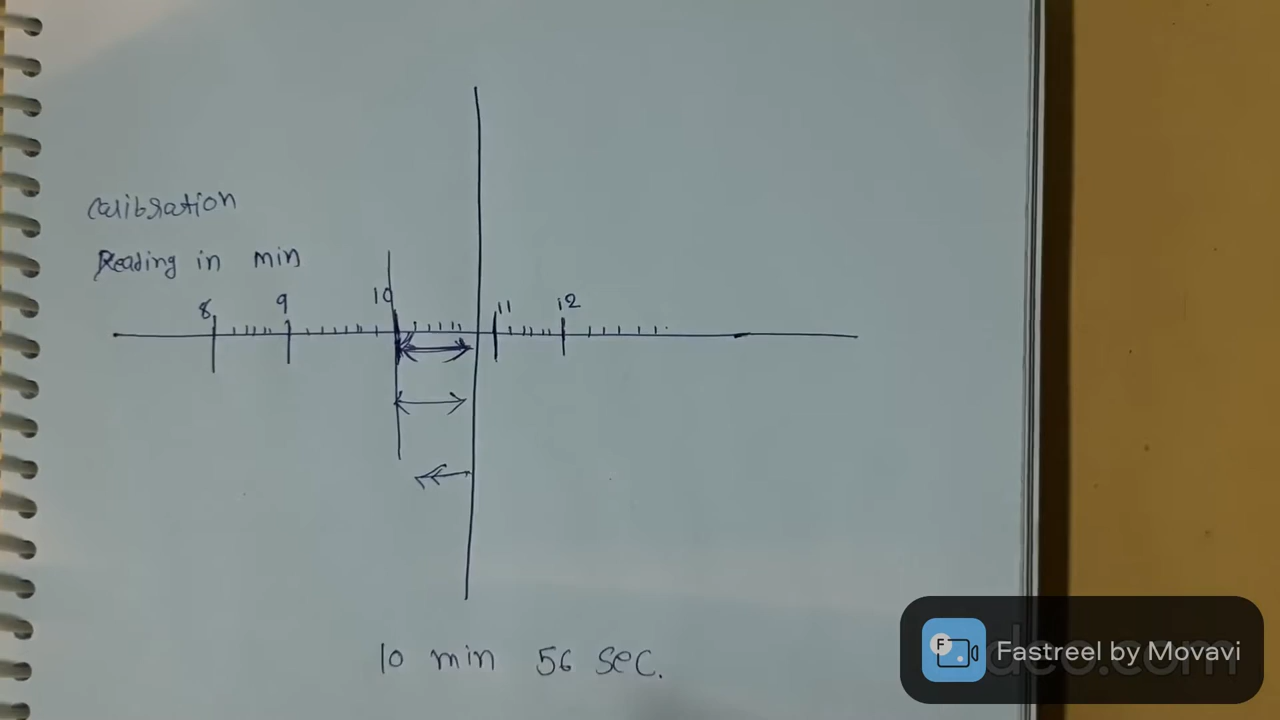 Calibration
Reading in min
8 9 10 11 12
10 min 56 sec.
Fastreel by Movavi